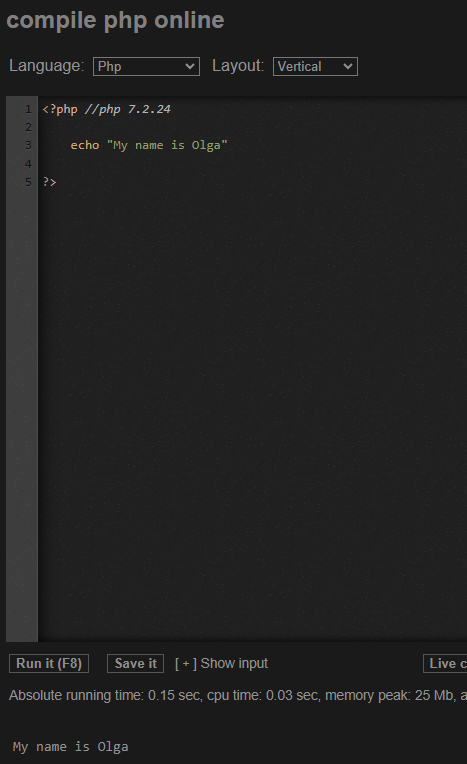 compile php online
Language: Php Layout: Vertical
1 <?php //php 7.2.24
2
3 echo "My name is Olga"
4
5 ?>
Run it (F8) Save it [ + ] Show input Live c
Absolute running time: 0.15 sec, cpu time: 0.03 sec, memory peak: 25 Mb, a
My name is Olga